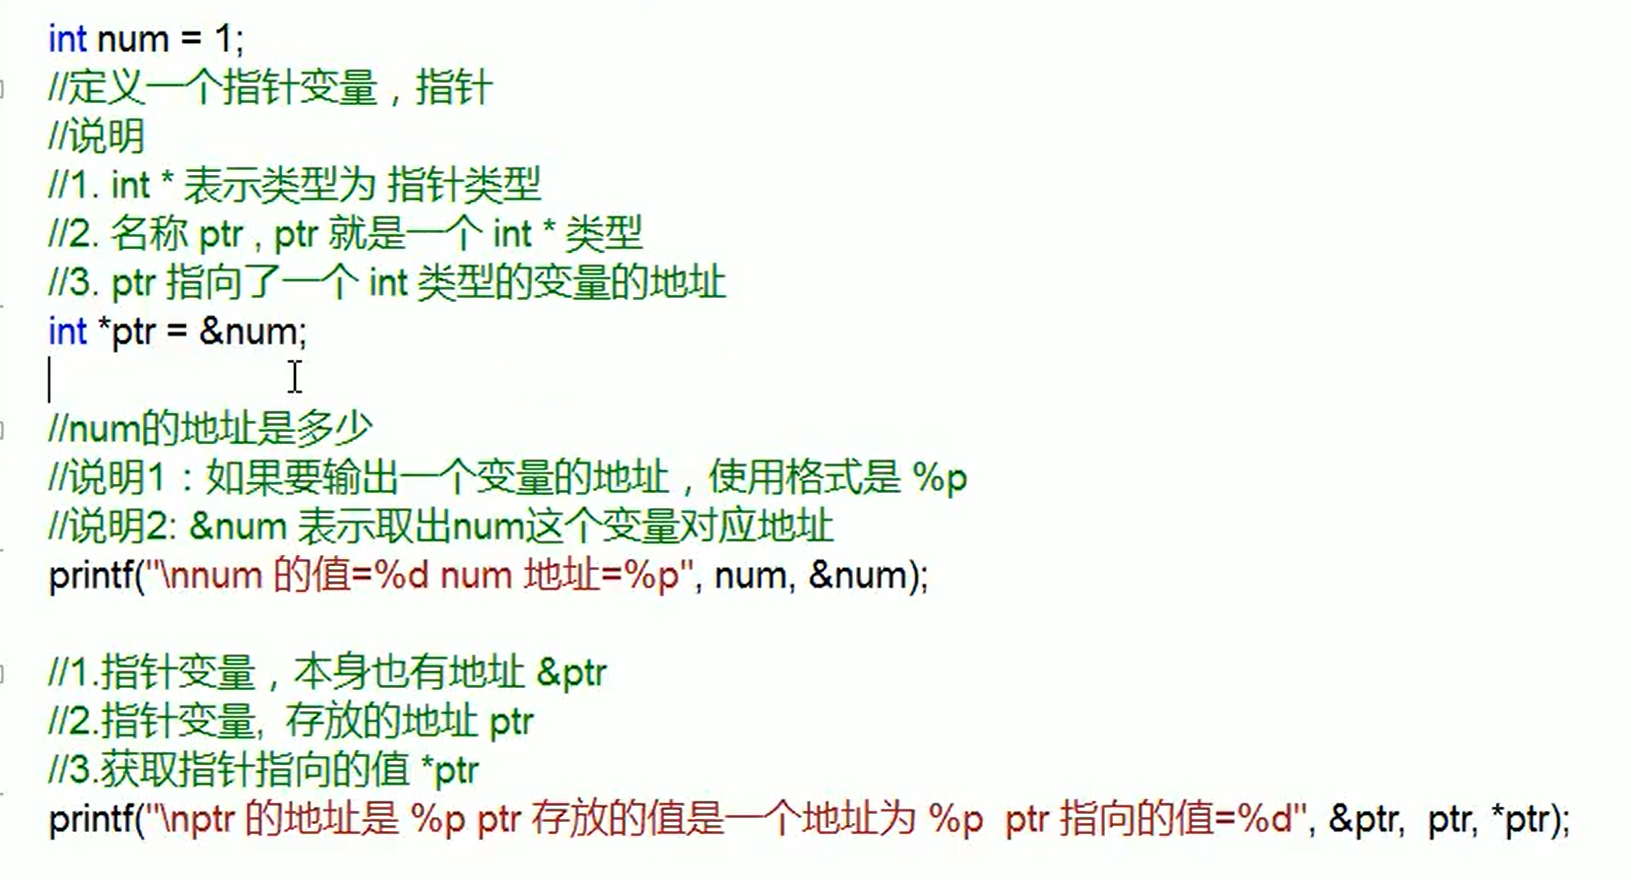 int num = 1;
//定义一个指针变量，指针
//说明
//1. int * 表示类型为 指针类型
//2. 名称 ptr , ptr 就是一个 int * 类型
//3. ptr 指向了一个 int 类型的变量的地址
int *ptr = &num;
//num的地址是多少
//说明1：如果要输出一个变量的地址，使用格式是 %p
//说明2: &num 表示取出num这个变量对应地址
printf("\nnum 的值=%d num 地址=%p", num, &num);
//1.指针变量，本身也有地址 &ptr
//2.指针变量,  存放的地址 ptr
//3.获取指针指向的值 *ptr
printf("\nptr 的地址是 %p ptr 存放的值是一个地址为 %p  ptr 指向的值=%d", &ptr,  ptr, *ptr);